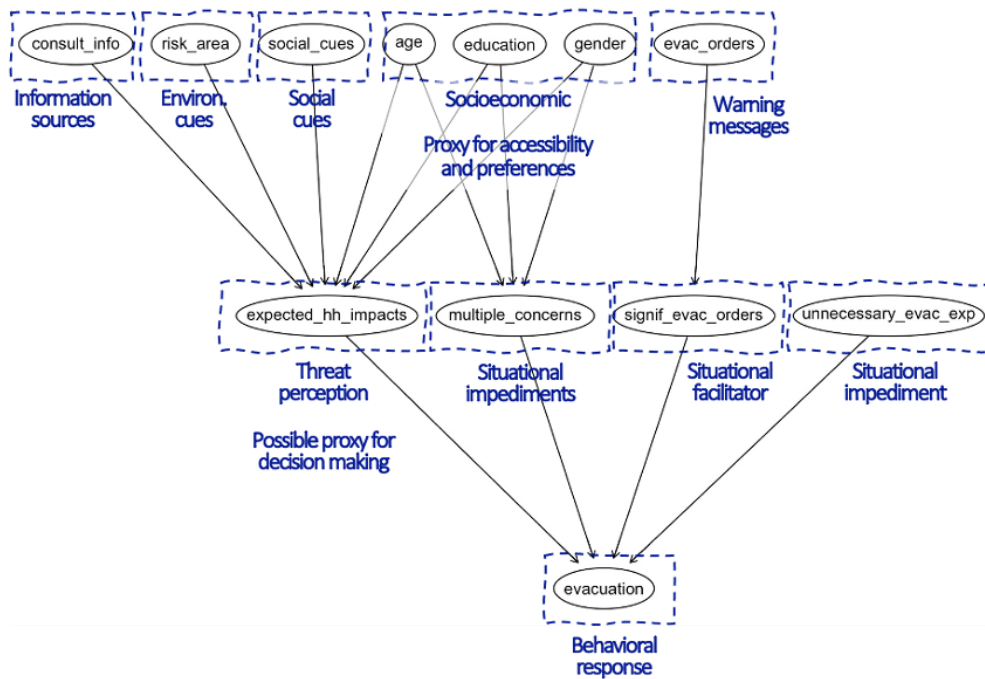 consult_info
risk_area
social_cues
age
education
gender
evac_orders
Information
sources
Environ.
cues
Social
cues
Socioeconomic
Warning
messages
Proxy for accessibility
and preferences
expected_hh_impacts
multiple_concerns
signif_evac_orders
unnecessary_evac_exp
Threat
perception
Situational
impediments
Situational
facilitator
Situational
impediment
Possible proxy for
decision making
evacuation
Behavioral
response